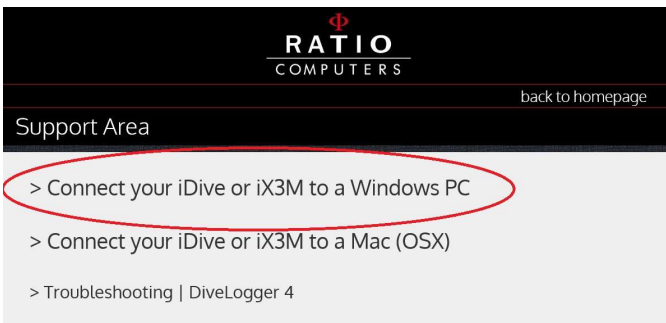 RATIO
COMPUTERS
back to homepage
Support Area
> Connect your iDive or iX3M to a Windows PC
> Connect your iDive or iX3M to a Mac (OSX)
> Troubleshooting | DiveLogger 4